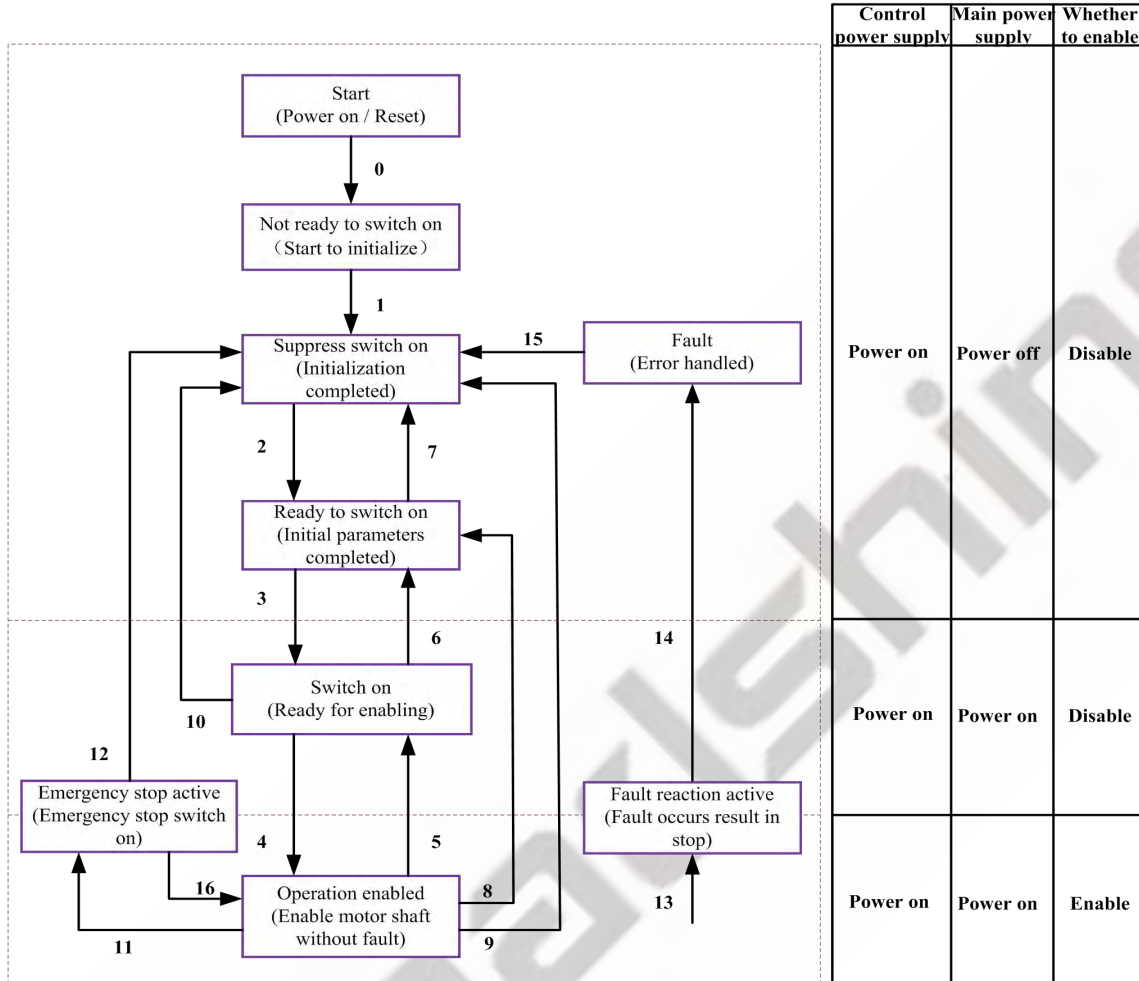 Control
power supply
Main power
supply
Whether
to enable
Start
(Power on / Reset)
0
Not ready to switch on
（Start to initialize）
1
Suppress switch on
(Initialization
completed)
15
Fault
(Error handled)
Power on
Power off
Disable
2
7
Ready to switch on
(Initial parameters
completed)
3
6
14
Switch on
(Ready for enabling)
10
Power on
Power on
Disable
12
Emergency stop active
(Emergency stop switch
on)
Fault reaction active
(Fault occurs result in
stop)
4
5
16
Operation enabled
(Enable motor shaft
without fault)
8
9
11
13
Power on
Power on
Enable